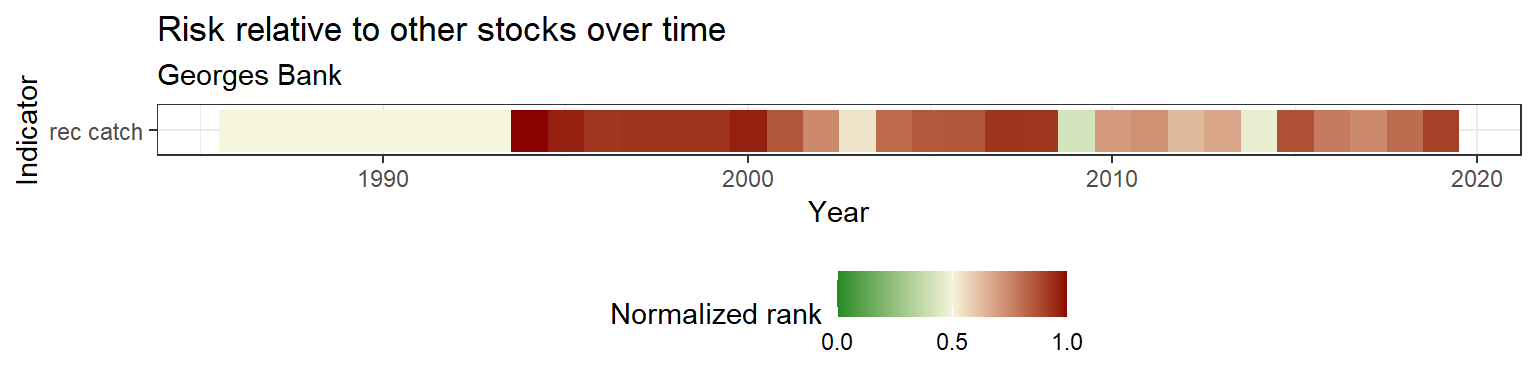 Risk relative to other stocks over time
Georges Bank
Indicator
rec catch
1990 2000 2010 2020
Year
Normalized rank
0.0 0.5 1.0